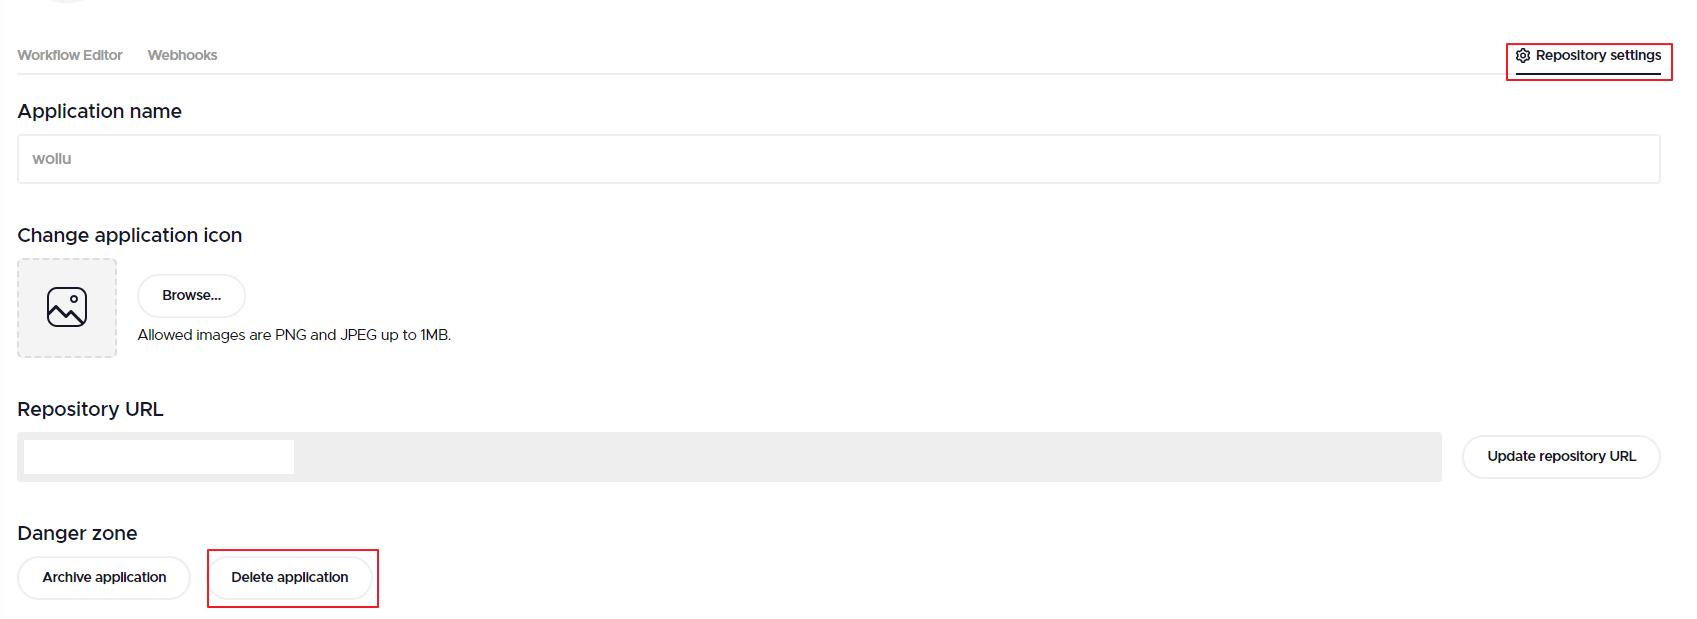 Workflow Editor Webhooks Repository settings
Application name
wollu
Change application icon
Browse...
Allowed images are PNG and JPEG up to 1MB.
Repository URL
Update repository URL
Danger zone
Archive application Delete application